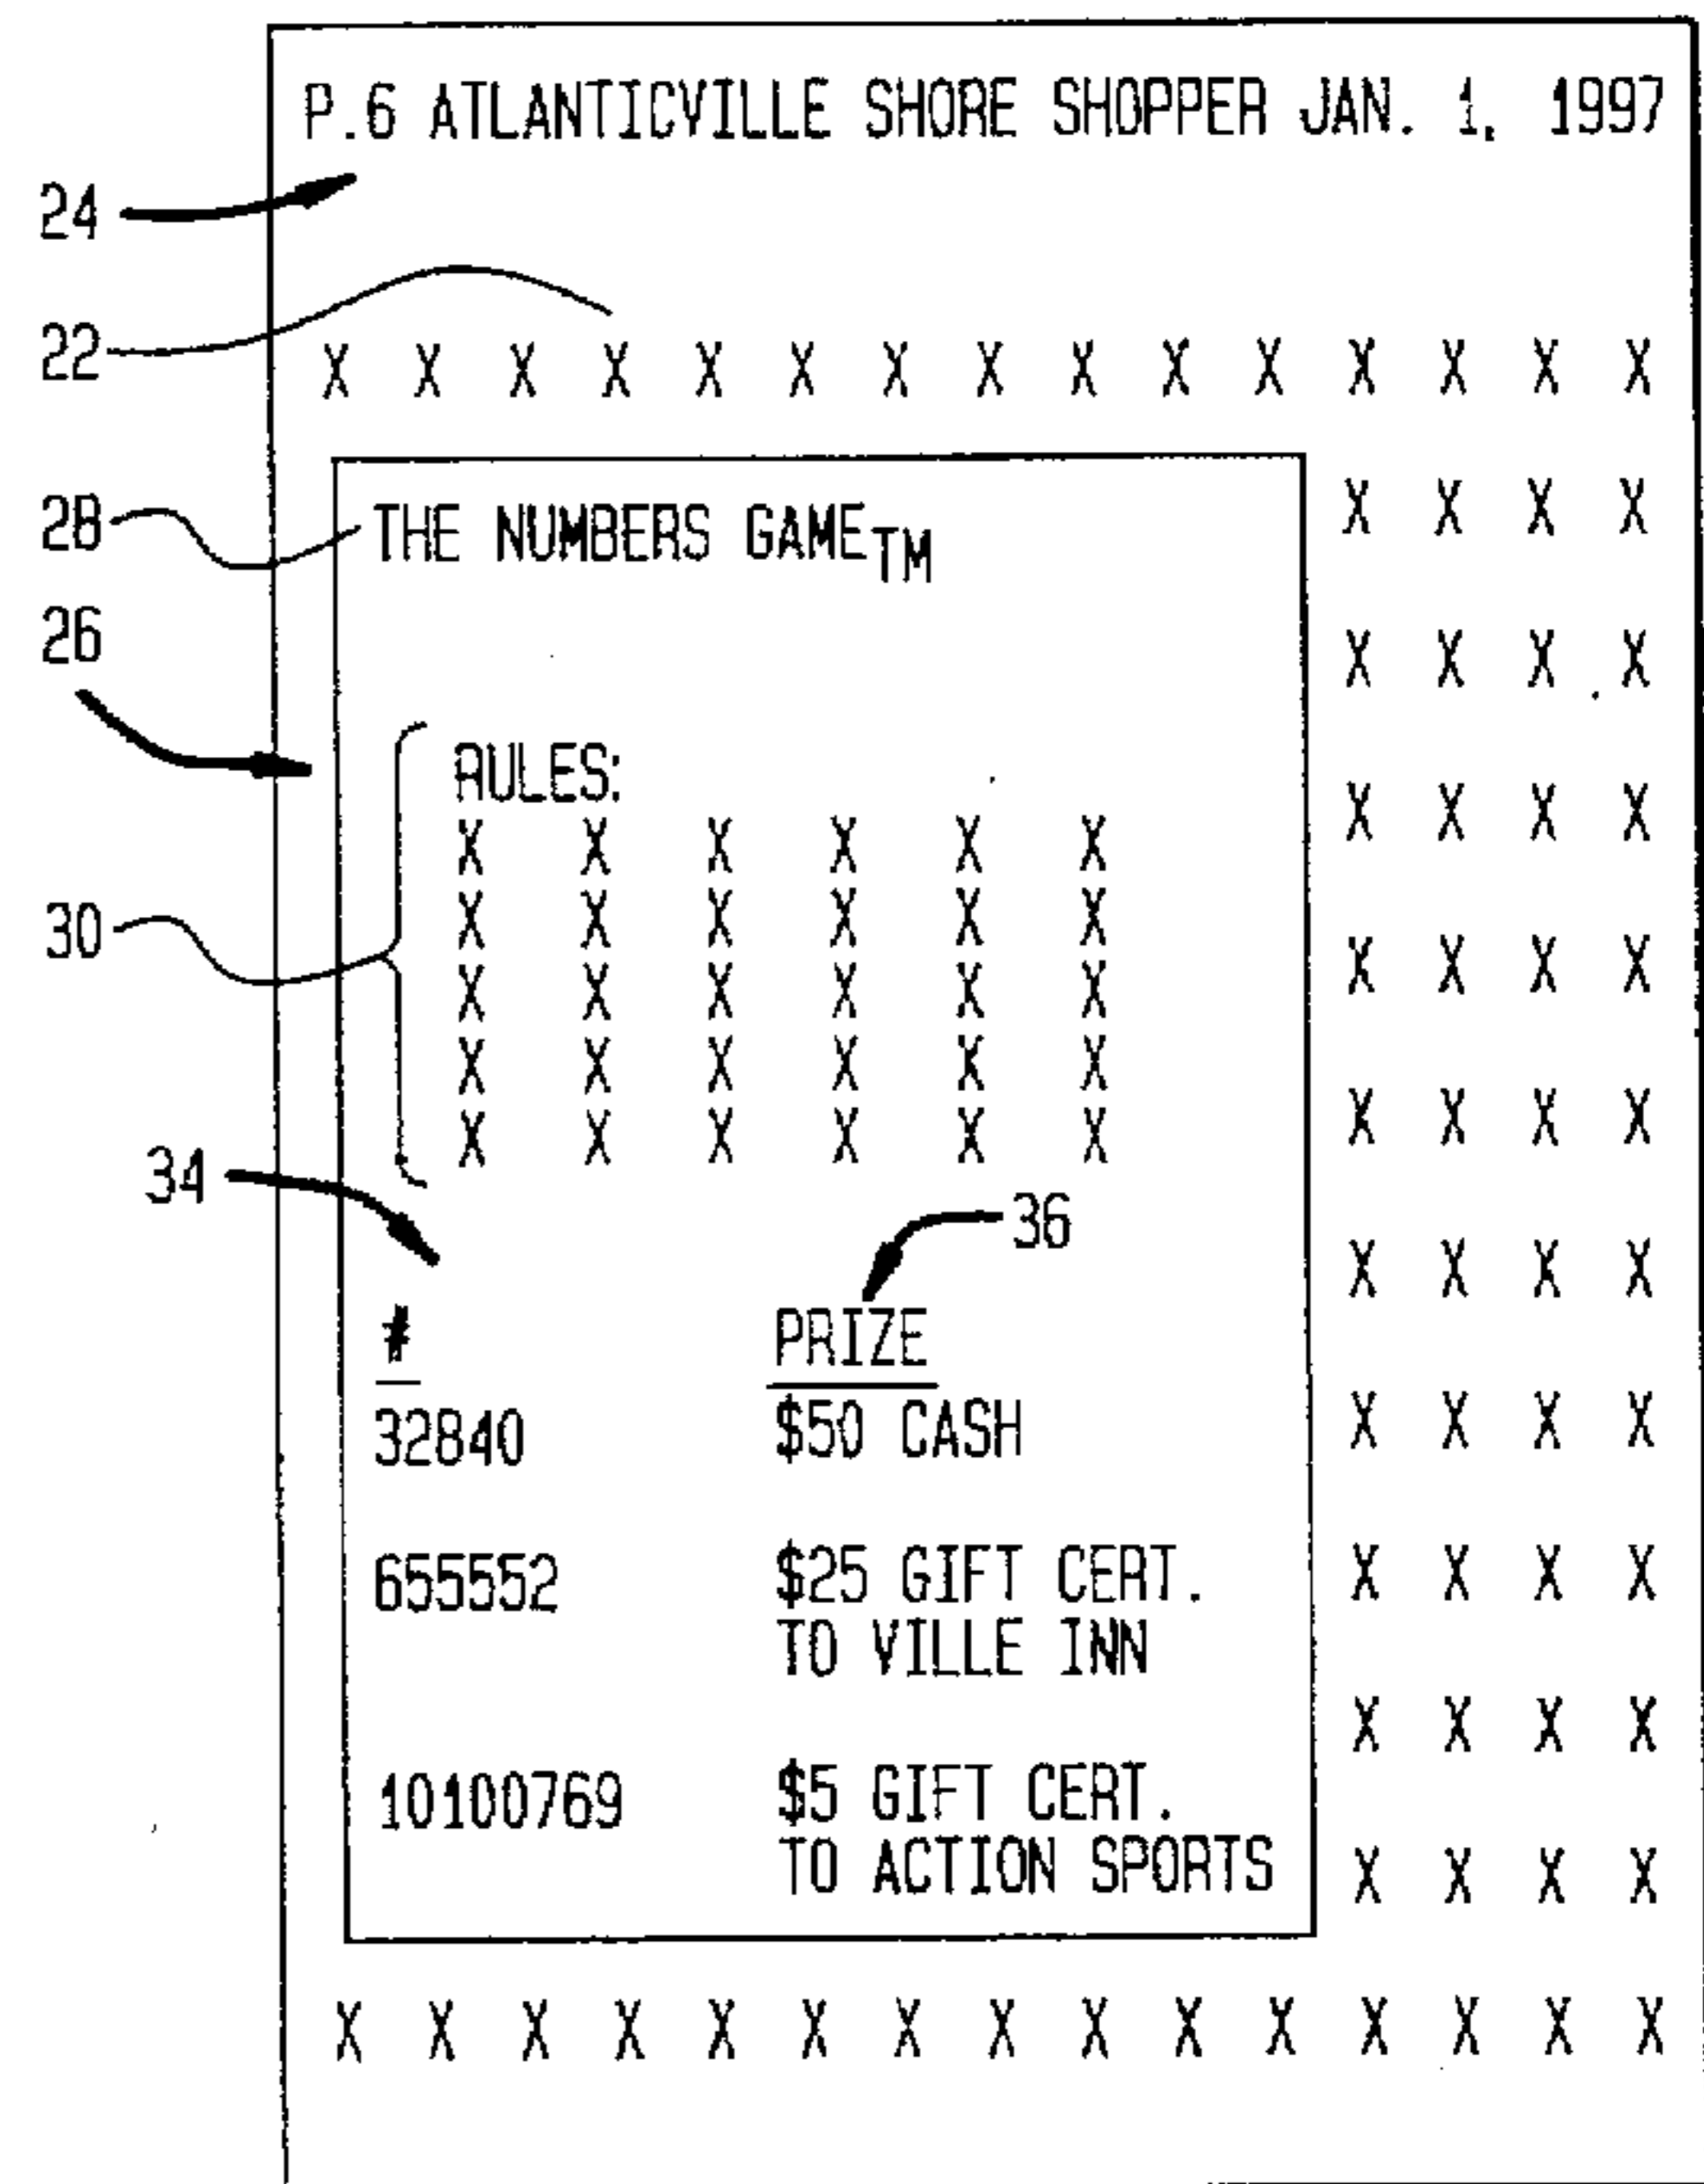 P.6 ATLANTICVILLE SHORE SHOPPER JAN. 1, 1997
24
22
X X X X X X X X X X X X X X X
28 THE NUMBERS GAME TM X X X X
26 X X X X
RULES:
X X X X X X X X X X
X X X X X X
30 X X X X
X X X X X X
X X X X X X
X X X X X X X X X X
34
36
X X X X
# PRIZE
32840 $50 CASH X X X X
655552 $25 GIFT CERT. X X X X
TO VILLE INN
X X X X
10100769 $5 GIFT CERT.
TO ACTION SPORTS X X X X
X X X X X X X X X X X X X X X